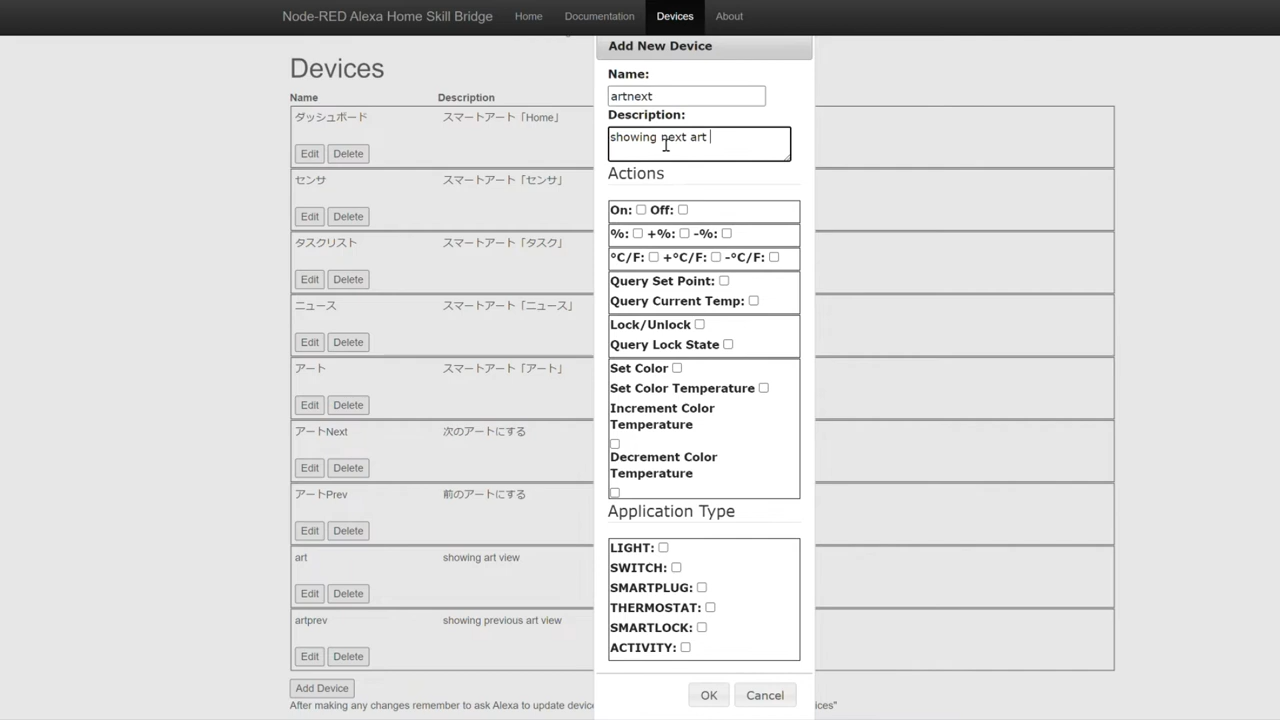 Node-RED Alexa Home Skill Bridge Home Documentation Devices About
Devices
Name Description
ダッシュボード スマートアート「Home」
Edit Delete
センサ スマートアート「センサ」
Edit Delete
タスクリスト スマートアート「タスク」
Edit Delete
ニュース スマートアート「ニュース」
Edit Delete
アート スマートアート「アート」
Edit Delete
アートNext 次のアートにする
Edit Delete
アートPrev 前のアートにする
Edit Delete
art showing art view
Edit Delete
artprev showing previous art view
Edit Delete
Add Device
After making any changes remember to ask Alexa to update
Add New Device
Name:
artnext
Description:
showing next art
Actions
On: Off:
%: +%: -%:
°C/F: +°C/F: -°C/F:
Query Set Point:
Query Current Temp:
Lock/Unlock
Query Lock State
Set Color
Set Color Temperature
Increment Color
Temperature
Decrement Color
Temperature
Application Type
LIGHT:
SWITCH:
SMARTPLUG:
THERMOSTAT:
SMARTLOCK:
ACTIVITY:
OK Cancel